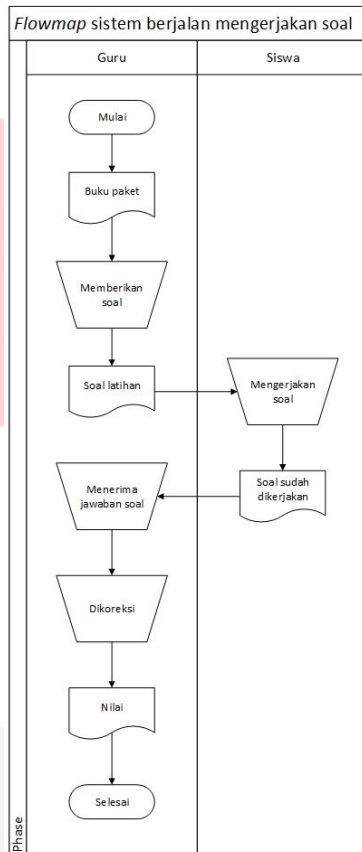 Flowmap sistem berjalan mengerjakan soal
Guru
Siswa
Mulai
Buku paket
Memberikan
soal
Soal latihan
Mengerjakan
soal
Soal sudah
dikerjakan
Menerima
jawaban soal
Dikoreksi
Nilai
Selesai
Phase